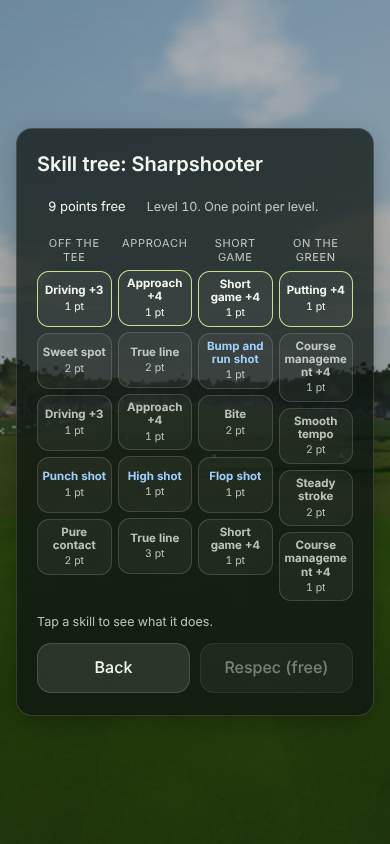 Skill tree: Sharpshooter
9 points free
Level 10. One point per level.
OFF THE
TEE
APPROACH
SHORT
GAME
ON THE
GREEN
Driving +3
1 pt
Approach
+4
1 pt
Short
game +4
1 pt
Putting +4
1 pt
Sweet spot
2 pt
True line
2 pt
Bump and
run shot
1 pt
Course
manageme
nt +4
1 pt
Driving +3
1 pt
Approach
+4
1 pt
Bite
2 pt
Smooth
tempo
2 pt
Punch shot
1 pt
High shot
1 pt
Flop shot
1 pt
Steady
stroke
2 pt
Pure
contact
2 pt
True line
3 pt
Short
game +4
1 pt
Course
manageme
nt +4
1 pt
Tap a skill to see what it does.
Back
Respec (free)